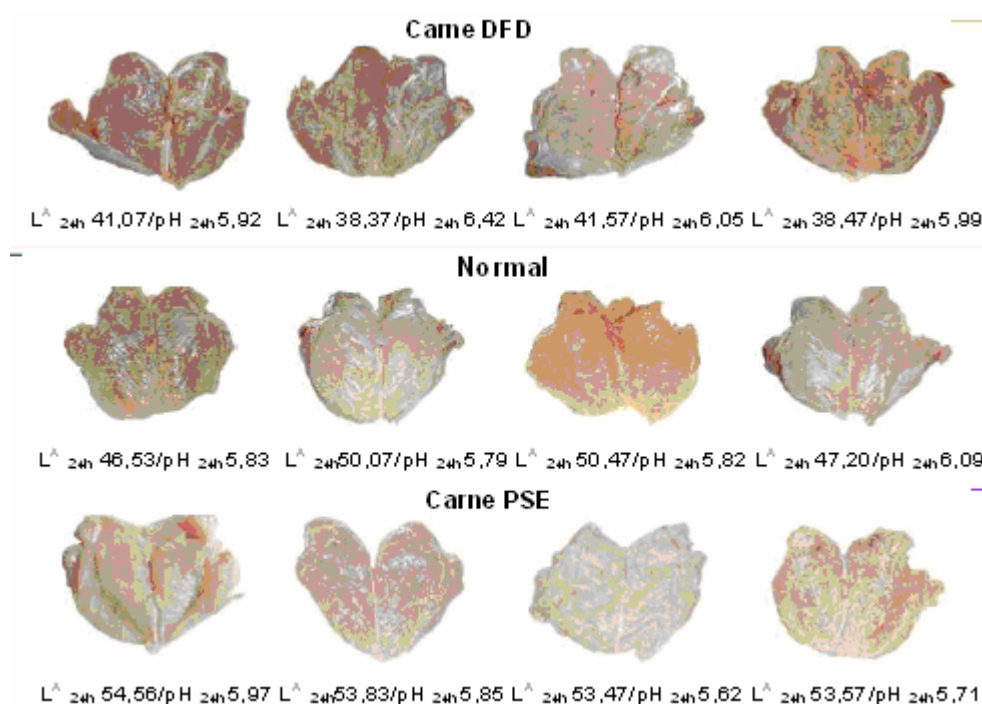 Carne DFD
L^ 24h 41,07/pH 24h 5,92 L^ 24h 38,37/pH 24h 6,42 L^ 24h 41,57/pH 24h 6,05 L^ 24h 38,47/pH 24h 5,99
Normal
L^ 24h 46,53/pH 24h 5,83 L^ 24h 50,07/pH 24h 5,79 L^ 24h 50,47/pH 24h 5,82 L^ 24h 47,20/pH 24h 6,09
Carne PSE
L^ 24h 54,56/pH 24h 5,97 L^ 24h 53,83/pH 24h 5,85 L^ 24h 53,47/pH 24h 5,62 L^ 24h 53,57/pH 24h 5,71